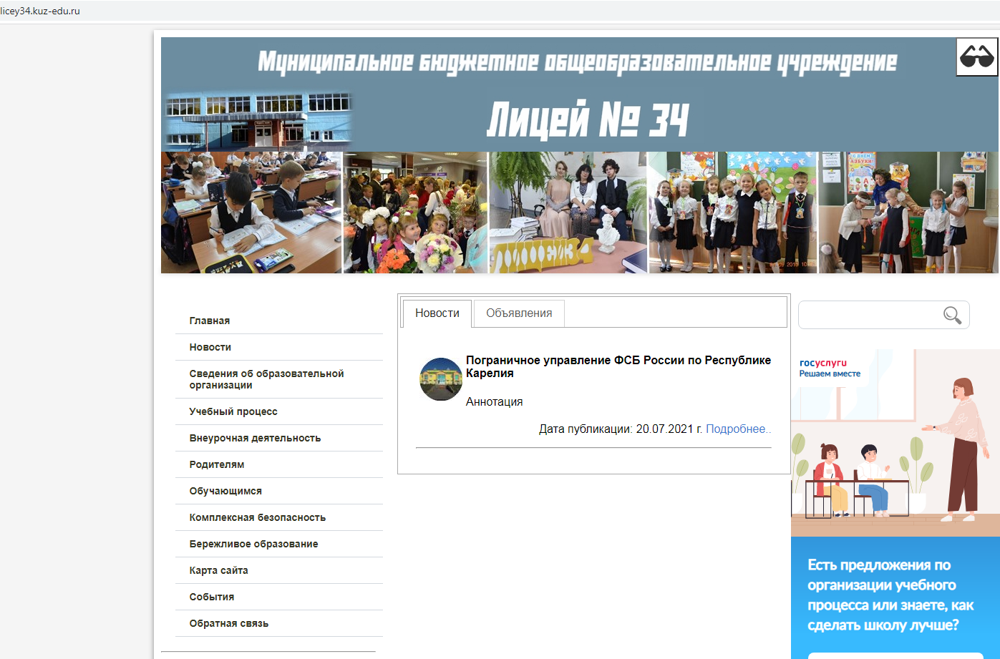 licey34.kuz-edu.ru
Муниципальное бюджетное общеобразовательное учреждение
Лицей № 34
С ДНЕМ
АЗБУКИ
ЛИЦЕЙ34
Главная
Новости
Сведения об образовательной
организации
Учебный процесс
Внеурочная деятельность
Родителям
Обучающимся
Комплексная безопасность
Бережливое образование
Карта сайта
События
Обратная связь
Новости
Объявления
Пограничное управление ФСБ России по Республике
Карелия
Аннотация
Дата публикации: 20.07.2021 г. Подробнее..
госуслуги
Решаем вместе
Есть предложения по
организации учебного
процесса или знаете, как
сделать школу лучше?